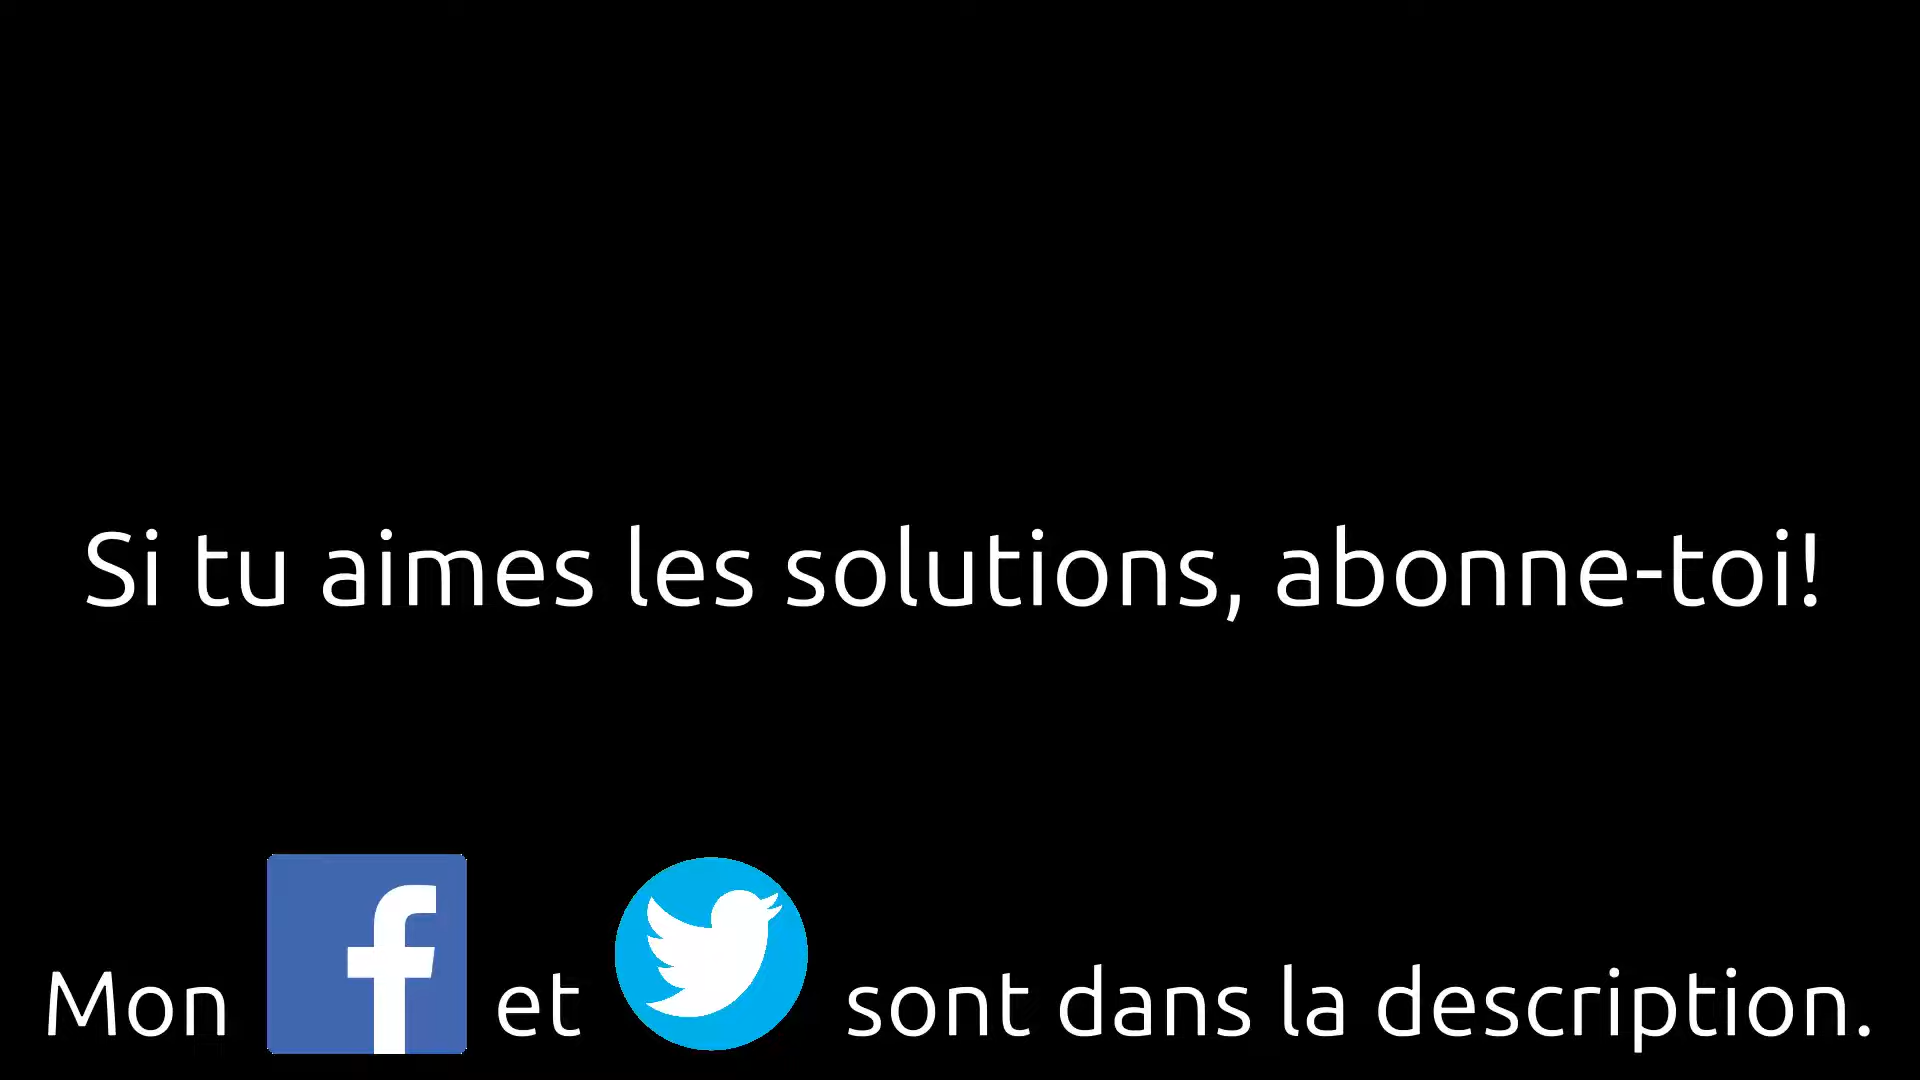 Si tu aimes les solutions, abonne-toi!
Mon f et sont dans la description.